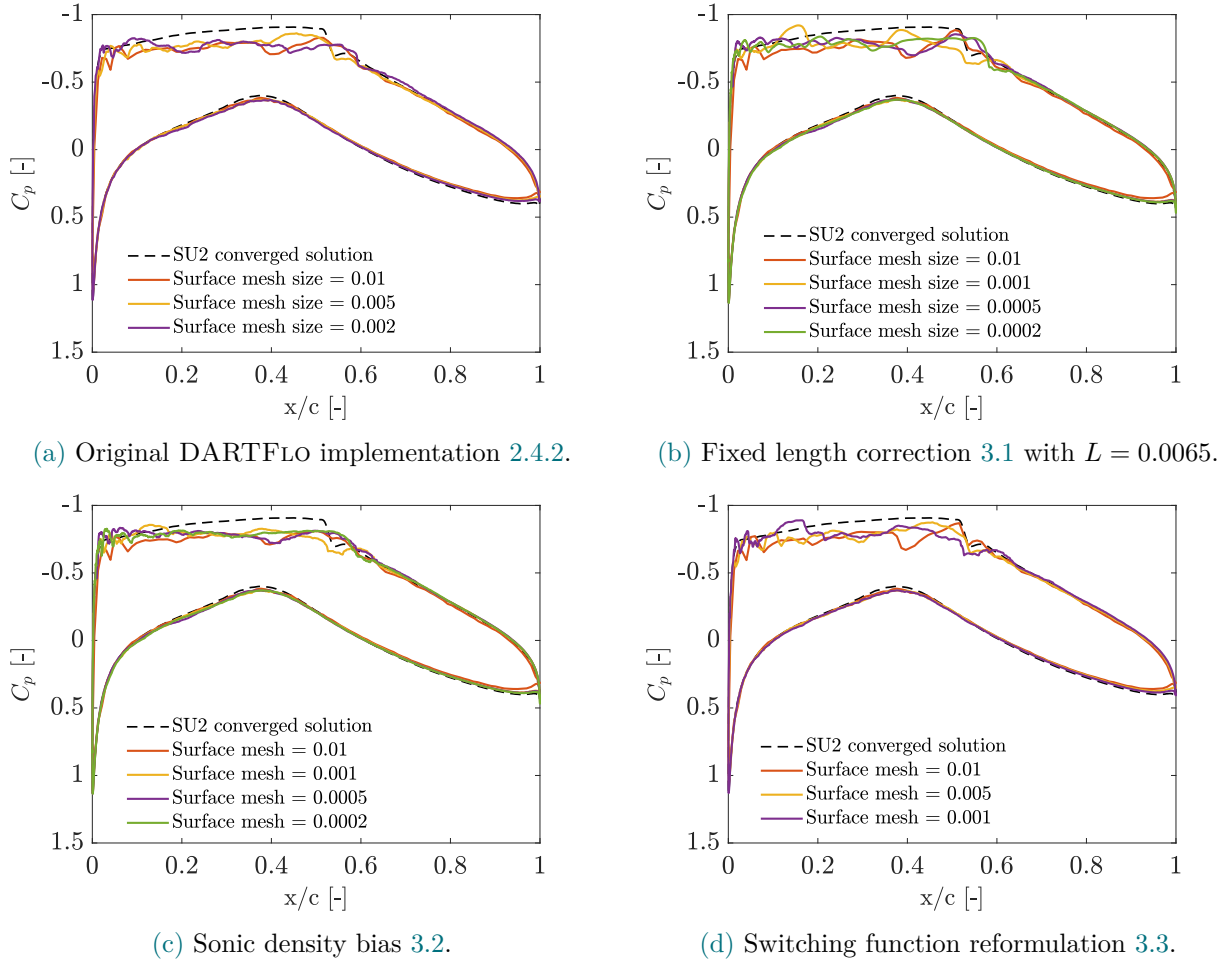 -1
-0.5
0
0.5
1
1.5
C_p [-]
SU2 converged solution
Surface mesh size = 0.01
Surface mesh size = 0.005
Surface mesh size = 0.002
0 0.2 0.4 0.6 0.8 1
x/c [-]
(a) Original DARTFLO implementation 2.4.2.
-1
-0.5
0
0.5
1
1.5
C_p [-]
SU2 converged solution
Surface mesh size = 0.01
Surface mesh size = 0.001
Surface mesh size = 0.0005
Surface mesh size = 0.0002
0 0.2 0.4 0.6 0.8 1
x/c [-]
(b) Fixed length correction 3.1 with L = 0.0065.
-1
-0.5
0
0.5
1
1.5
C_p [-]
SU2 converged solution
Surface mesh = 0.01
Surface mesh = 0.001
Surface mesh = 0.0005
Surface mesh = 0.0002
0 0.2 0.4 0.6 0.8 1
x/c [-]
(c) Sonic density bias 3.2.
-1
-0.5
0
0.5
1
1.5
C_p [-]
SU2 converged solution
Surface mesh = 0.01
Surface mesh = 0.005
Surface mesh = 0.001
0 0.2 0.4 0.6 0.8 1
x/c [-]
(d) Switching function reformulation 3.3.